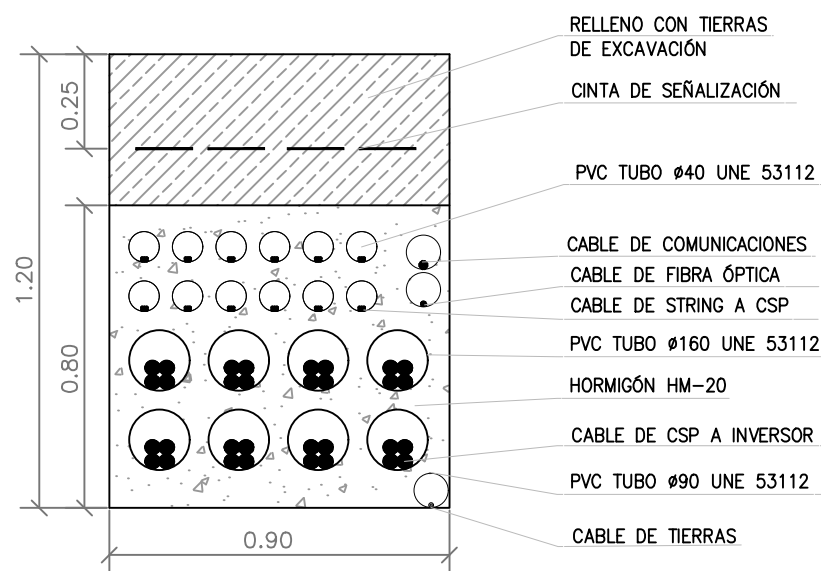 RELLENO CON TIERRAS
DE EXCAVACIÓN
CINTA DE SEÑALIZACIÓN
PVC TUBO ø40 UNE 53112
CABLE DE COMUNICACIONES
CABLE DE FIBRA ÓPTICA
CABLE DE STRING A CSP
PVC TUBO ø160 UNE 53112
HORMIGÓN HM-20
CABLE DE CSP A INVERSOR
PVC TUBO ø90 UNE 53112
CABLE DE TIERRAS
0.25
1.20
0.80
0.90